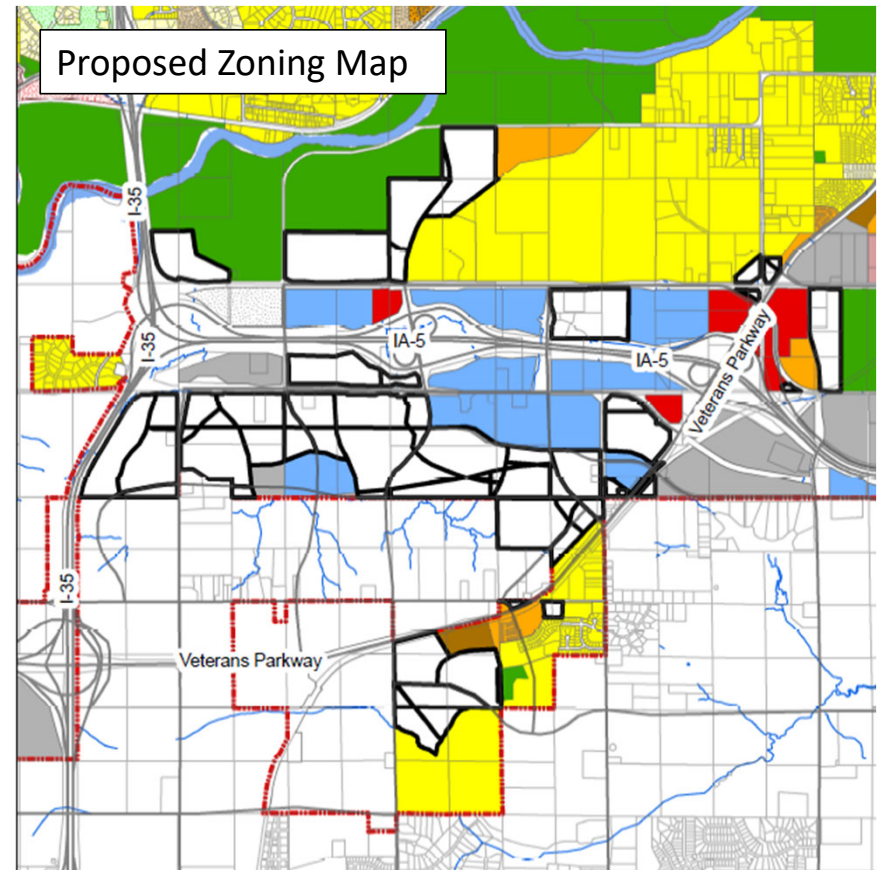 Proposed Zoning Map
I-35
I-35
IA-5
IA-5
Veterans Parkway
I-35
Veterans Parkway